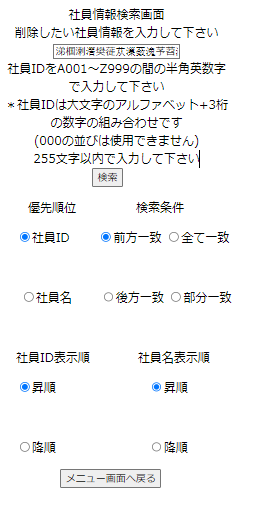 社員情報検索画面
削除したい社員情報を入力して下さい
社員IDをA001～Z999の間の半角英数字
で入力して下さい
＊社員IDは大文字のアルファベット+3桁
の数字の組み合わせです
(000の並びは使用できません)
255文字以内で入力して下さい
検索
優先順位 検索条件
社員ID 前方一致 全て一致
社員名 後方一致 部分一致
社員ID表示順 社員名表示順
昇順 昇順
降順 降順
メニュー画面へ戻る